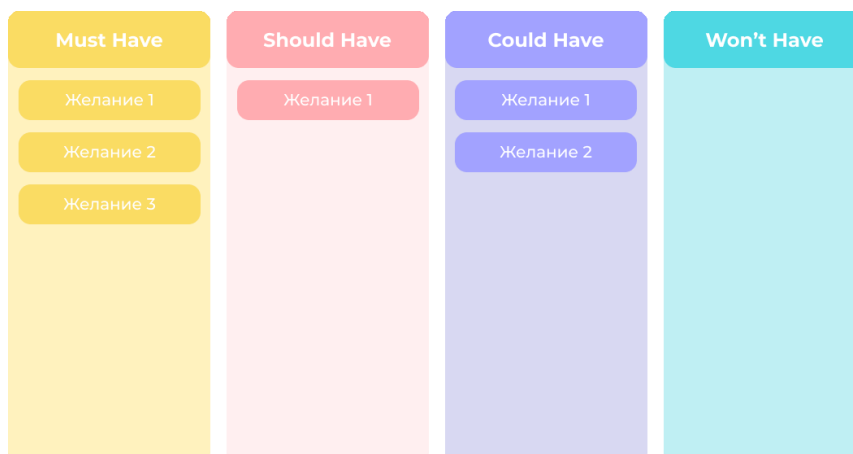 Must Have
Желание 1
Желание 2
Желание 3
Should Have
Желание 1
Could Have
Желание 1
Желание 2
Won’t Have